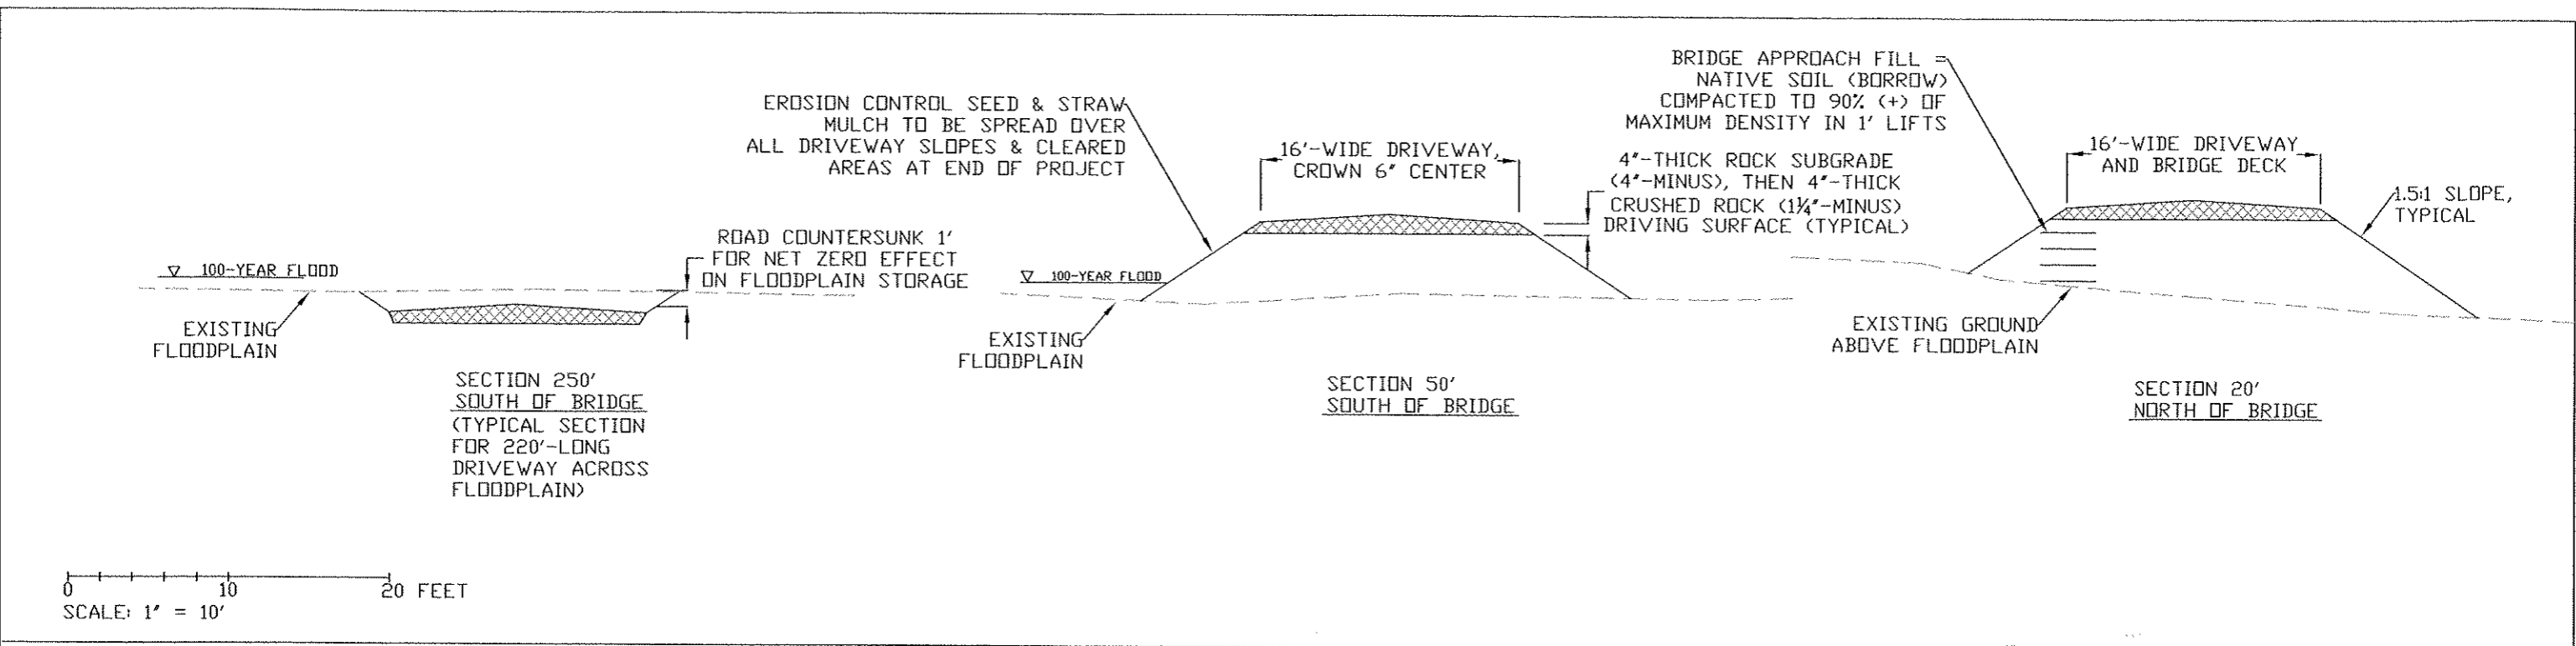 EROSION CONTROL SEED & STRAW
MULCH TO BE SPREAD OVER
ALL DRIVEWAY SLOPES & CLEARED
AREAS AT END OF PROJECT
BRIDGE APPROACH FILL =
NATIVE SOIL (BORROW)
COMPACTED TO 90% (+) OF
MAXIMUM DENSITY IN 1' LIFTS
16'-WIDE DRIVEWAY,
CROWN 6" CENTER
4"-THICK ROCK SUBGRADE
(4"-MINUS), THEN 4"-THICK
CRUSHED ROCK (1¼"-MINUS)
DRIVING SURFACE (TYPICAL)
16'-WIDE DRIVEWAY
AND BRIDGE DECK
1.5:1 SLOPE,
TYPICAL
ROAD COUNTERSUNK 1'
FOR NET ZERO EFFECT
ON FLOODPLAIN STORAGE
100-YEAR FLOOD
100-YEAR FLOOD
EXISTING
FLOODPLAIN
EXISTING
FLOODPLAIN
EXISTING GROUND
ABOVE FLOODPLAIN
SECTION 250'
SOUTH OF BRIDGE
(TYPICAL SECTION
FOR 220'-LONG
DRIVEWAY ACROSS
FLOODPLAIN)
SECTION 50'
SOUTH OF BRIDGE
SECTION 20'
NORTH OF BRIDGE
0 10 20 FEET
SCALE: 1" = 10'